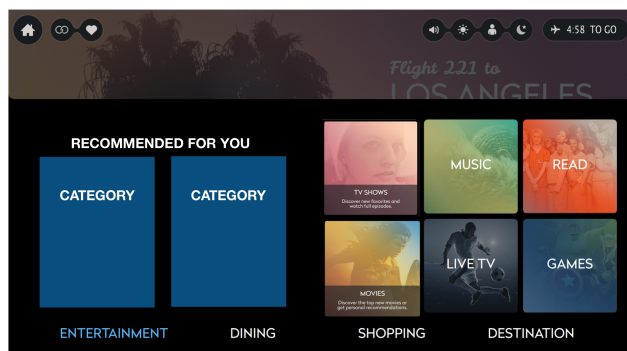 4:58 TO GO
Flight 221 to
LOS ANGELES
RECOMMENDED FOR YOU
CATEGORY
CATEGORY
TV SHOWS
Discover new favorites and
watch full episodes.
MUSIC
READ
MOVIES
Discover the top new movies or
get personal recommendations.
LIVE TV
GAMES
ENTERTAINMENT
DINING
SHOPPING
DESTINATION